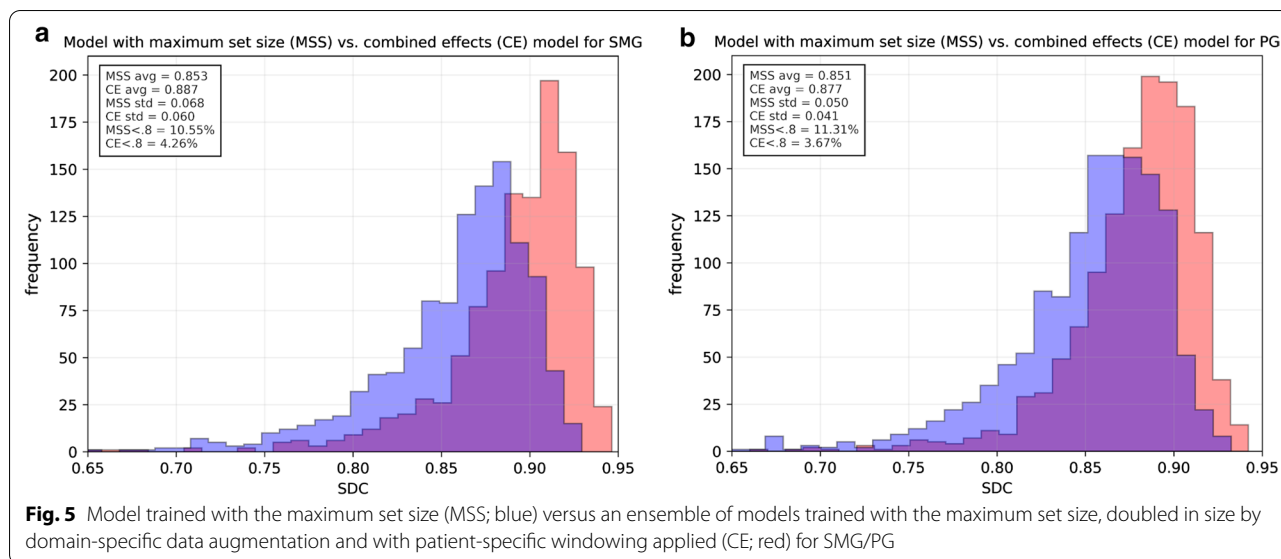 a Model with maximum set size (MSS) vs. combined effects (CE) model for SMG
200
175
150
125
100
75
50
25
0
frequency
MSS avg = 0.853
CE avg = 0.887
MSS std = 0.068
CE std = 0.060
MSS<.8 = 10.55%
CE<.8 = 4.26%
0.65 0.70 0.75 0.80 0.85 0.90 0.95
SDC
b Model with maximum set size (MSS) vs. combined effects (CE) model for PG
200
175
150
125
100
75
50
25
0
frequency
MSS avg = 0.851
CE avg = 0.877
MSS std = 0.050
CE std = 0.041
MSS<.8 = 11.31%
CE<.8 = 3.67%
0.65 0.70 0.75 0.80 0.85 0.90 0.95
SDC
Fig. 5 Model trained with the maximum set size (MSS; blue) versus an ensemble of models trained with the maximum set size, doubled in size by
domain-specific data augmentation and with patient-specific windowing applied (CE; red) for SMG/PG